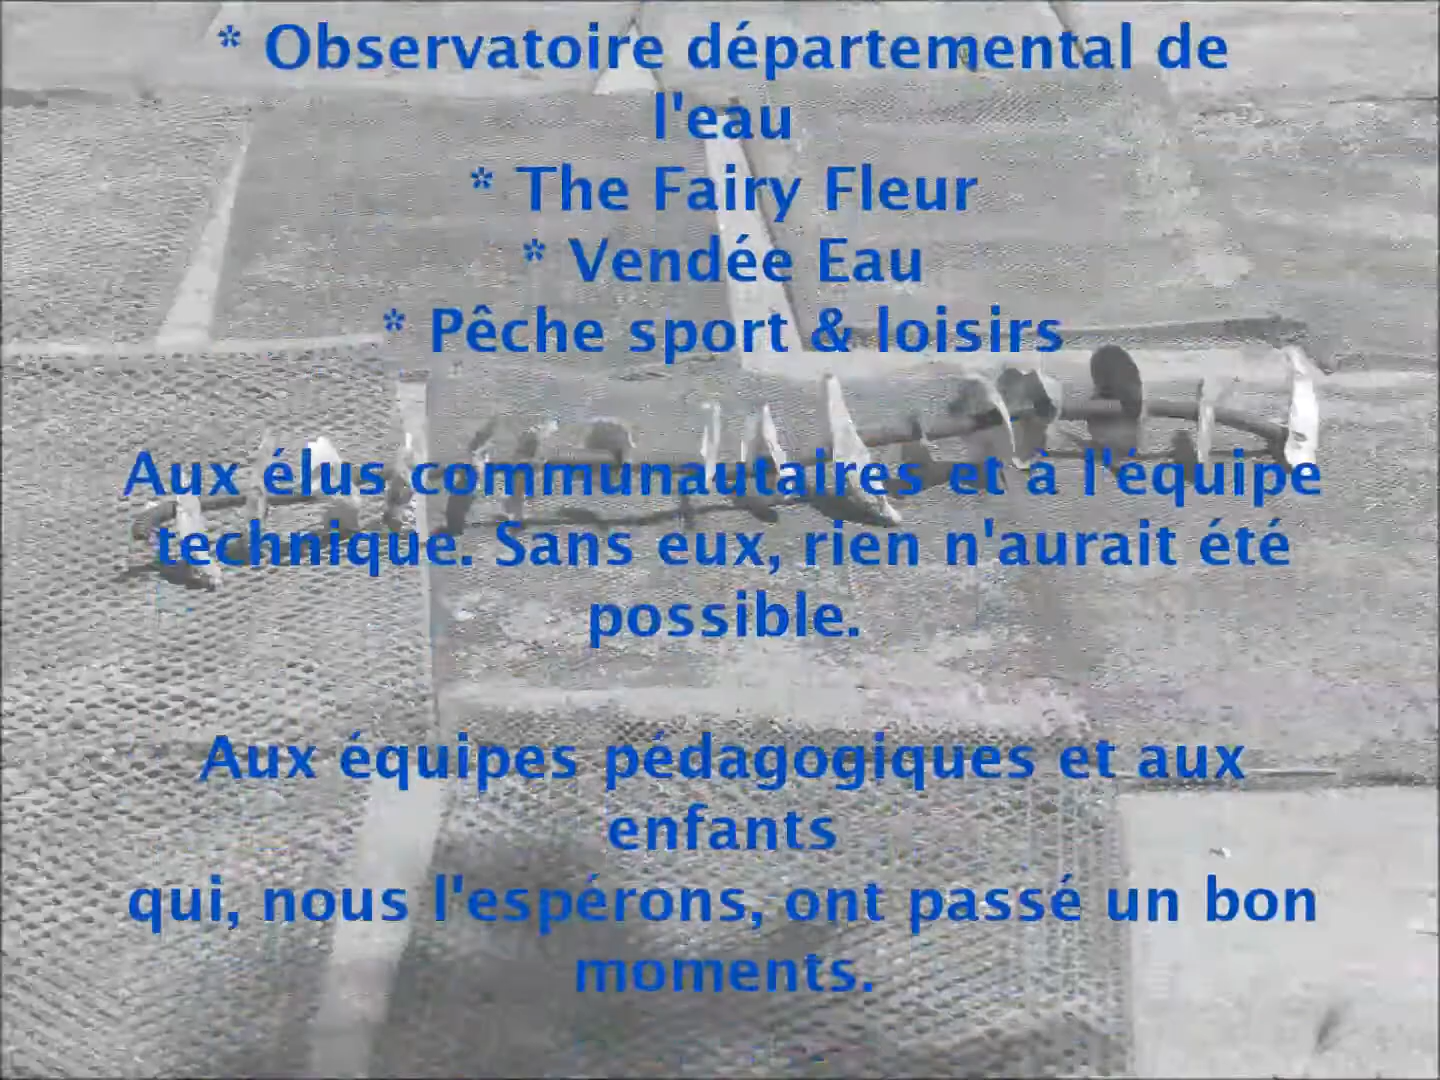 * Observatoire départemental de
l'eau
* The Fairy Fleur
* Vendée Eau
* Pêche sport & loisirs
Aux élus communautaires et à l'équipe
technique. Sans eux, rien n'aurait été
possible.
Aux équipes pédagogiques et aux
enfants
qui, nous l'espérons, ont passé un bon
moments.